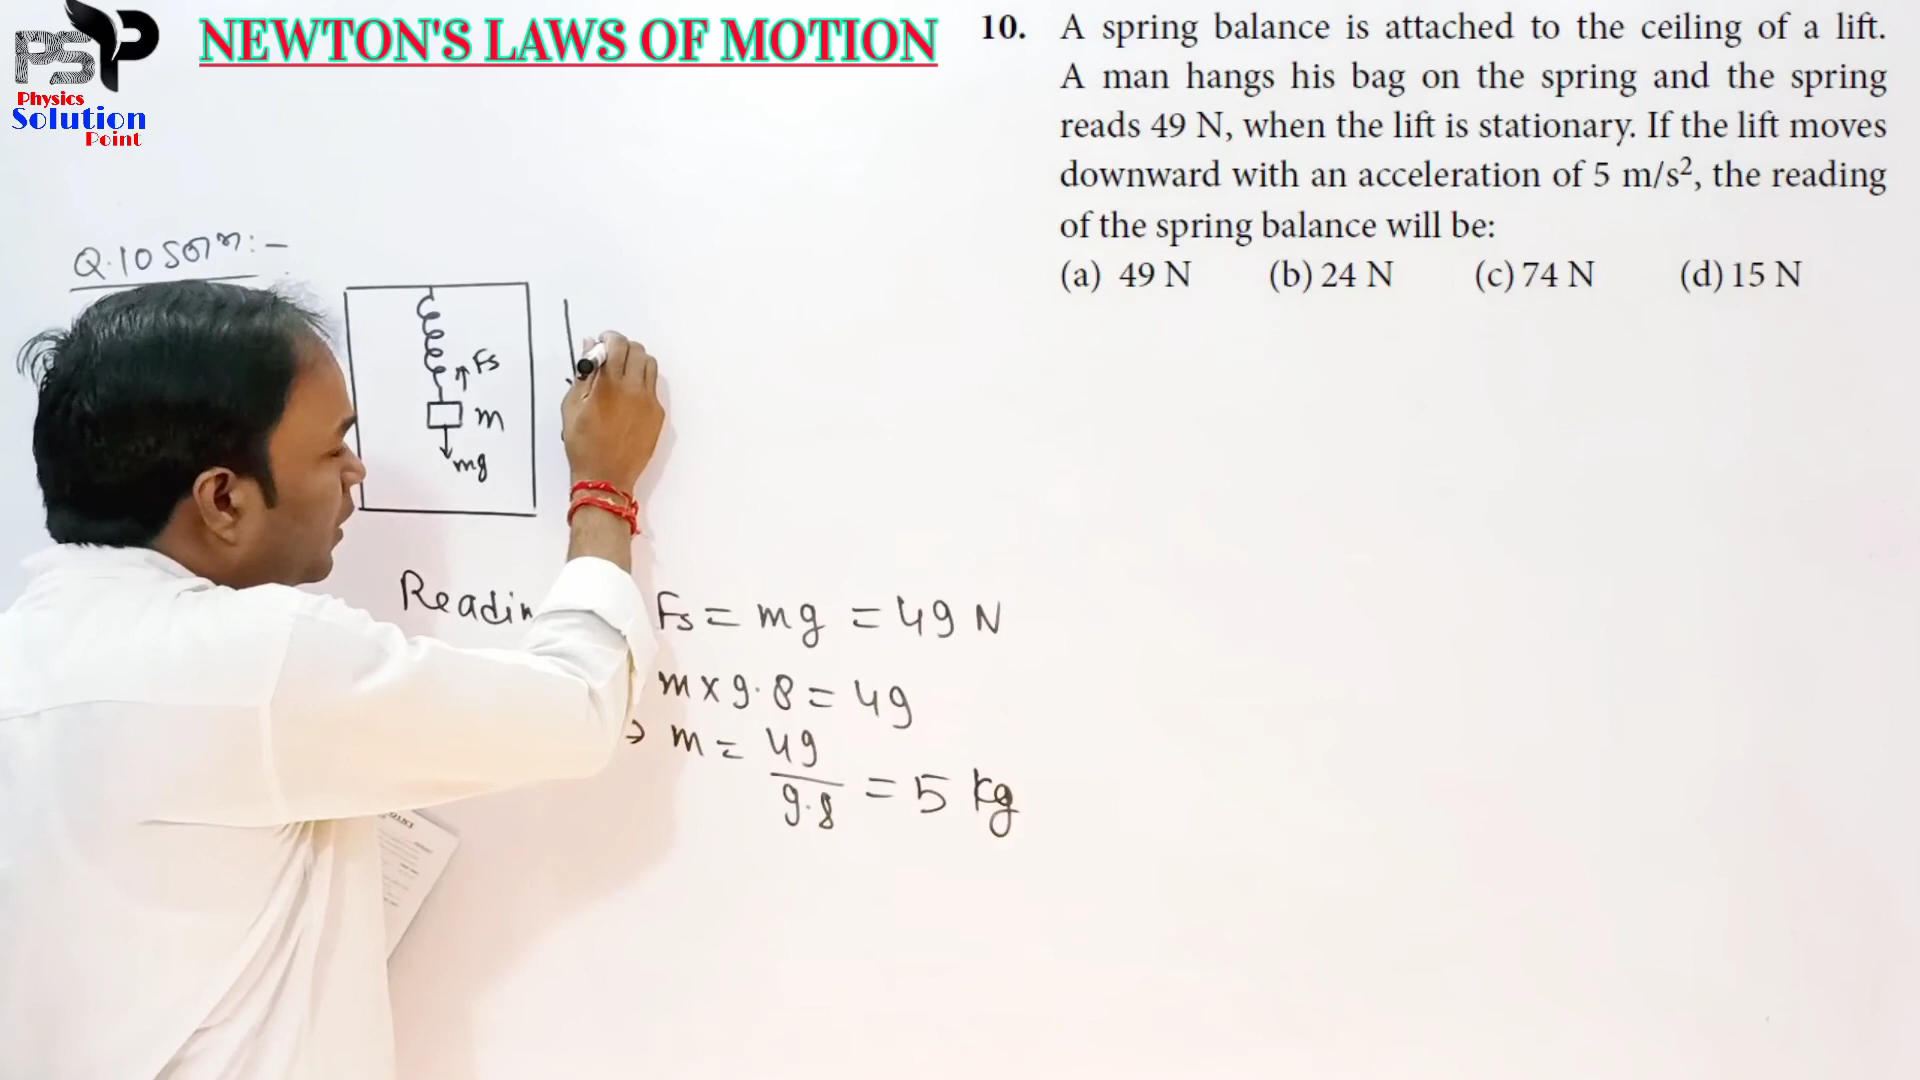 PSP
Physics
Solution
Point
NEWTON'S LAWS OF MOTION
10. A spring balance is attached to the ceiling of a lift.
A man hangs his bag on the spring and the spring
reads 49 N, when the lift is stationary. If the lift moves
downward with an acceleration of 5 m/s², the reading
of the spring balance will be:
(a) 49 N (b) 24 N (c) 74 N (d) 15 N
Q.10 Soln:-
Fs
m
mg
Readin Fs = mg = 49 N
m x 9.8 = 49
m = 49
9.8 = 5 kg